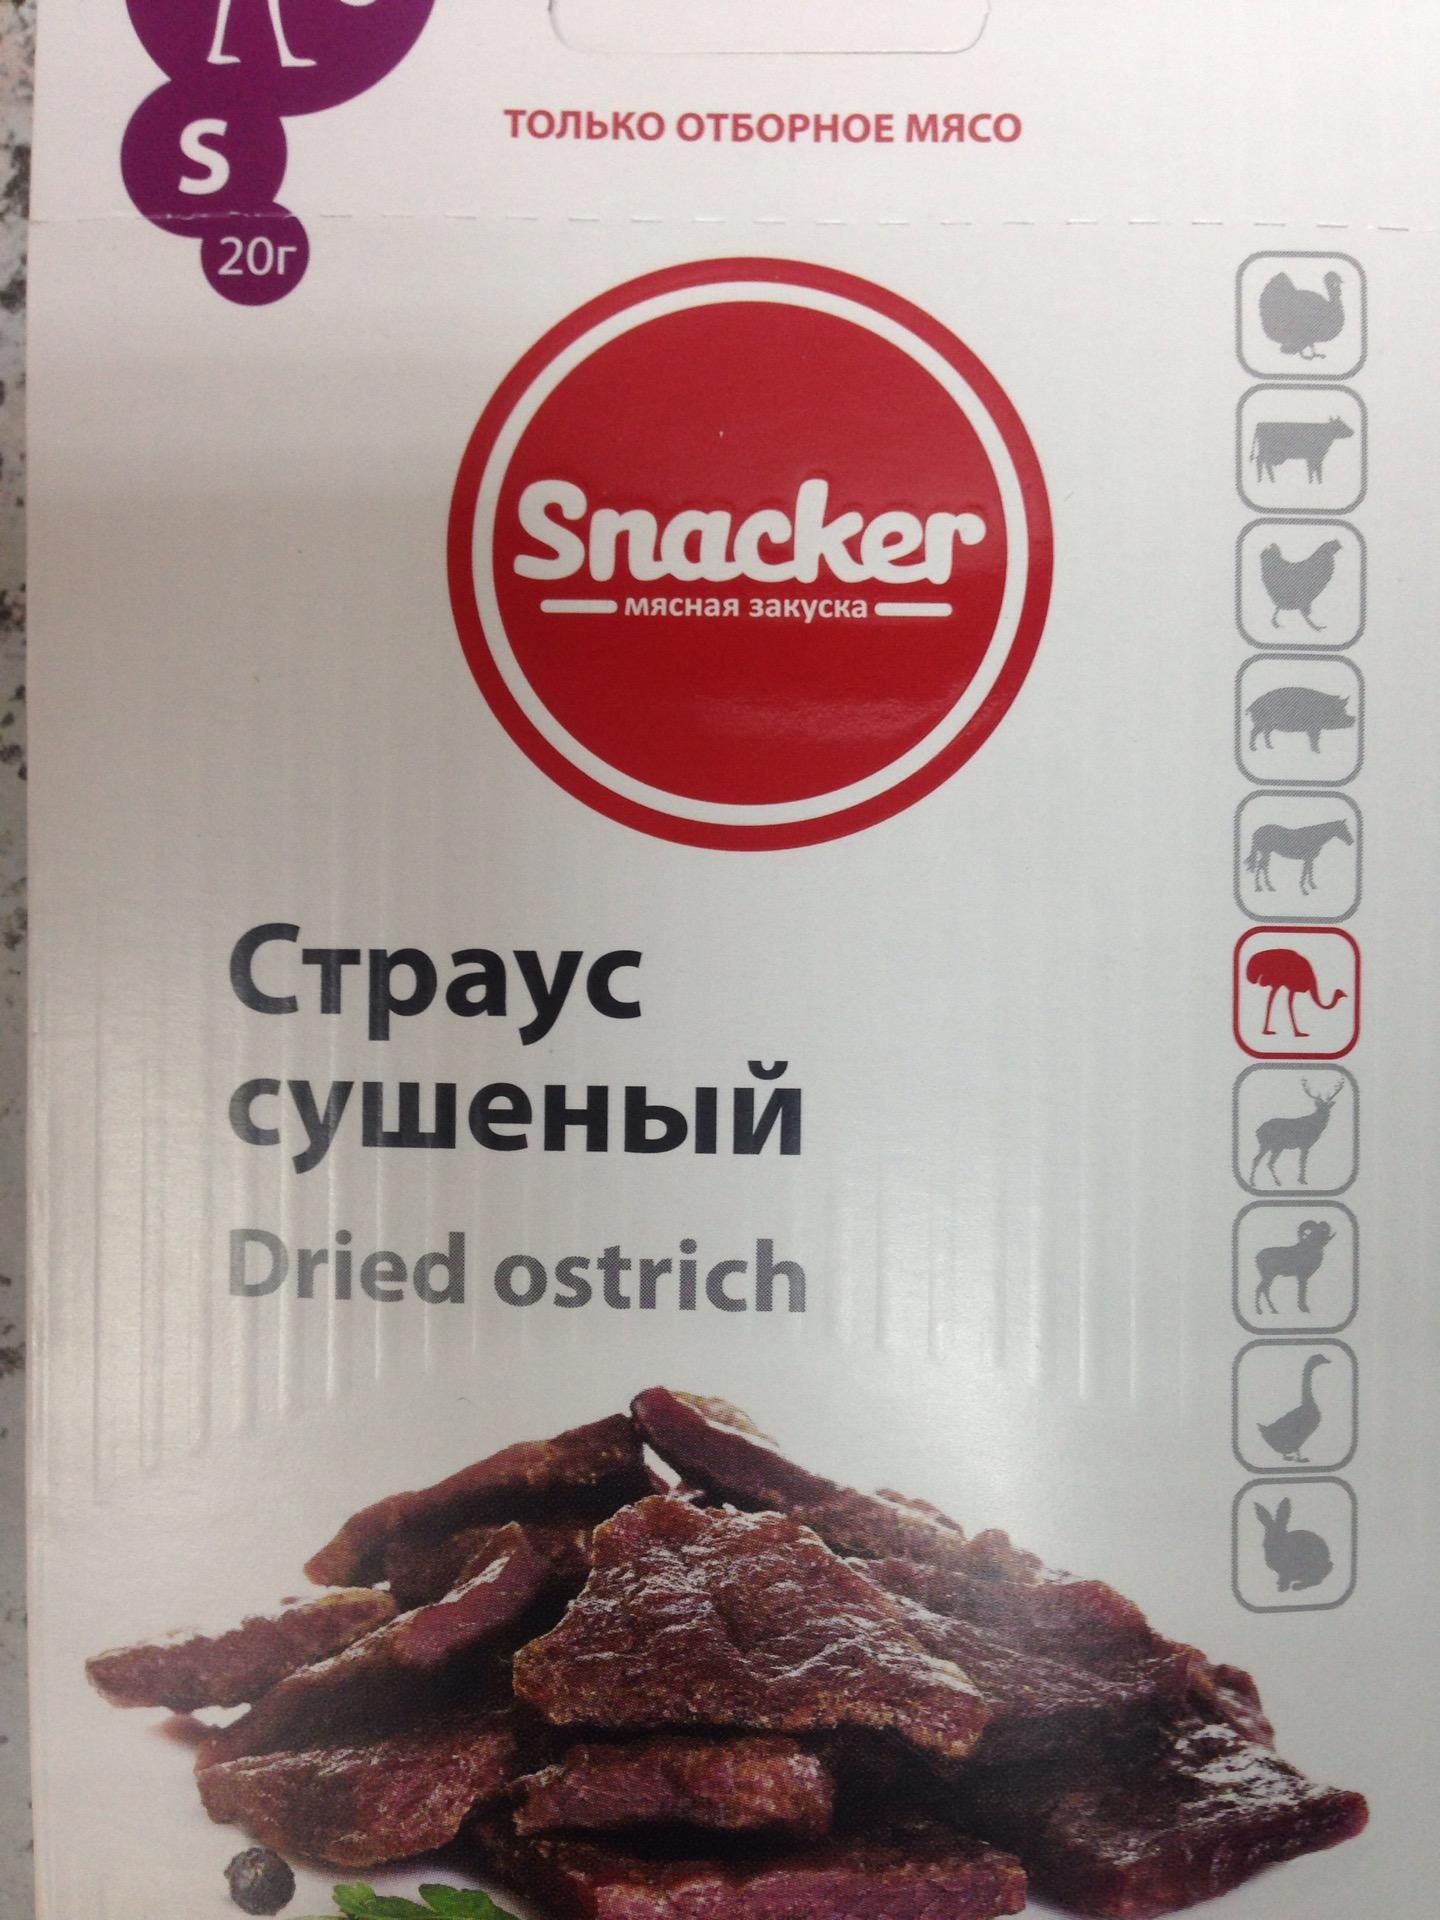 ТОЛЬКО ОТБОРНОЕ МЯСО
S
20г
Snacker
мясная закуска
Страус
сушеный
Dried ostrich